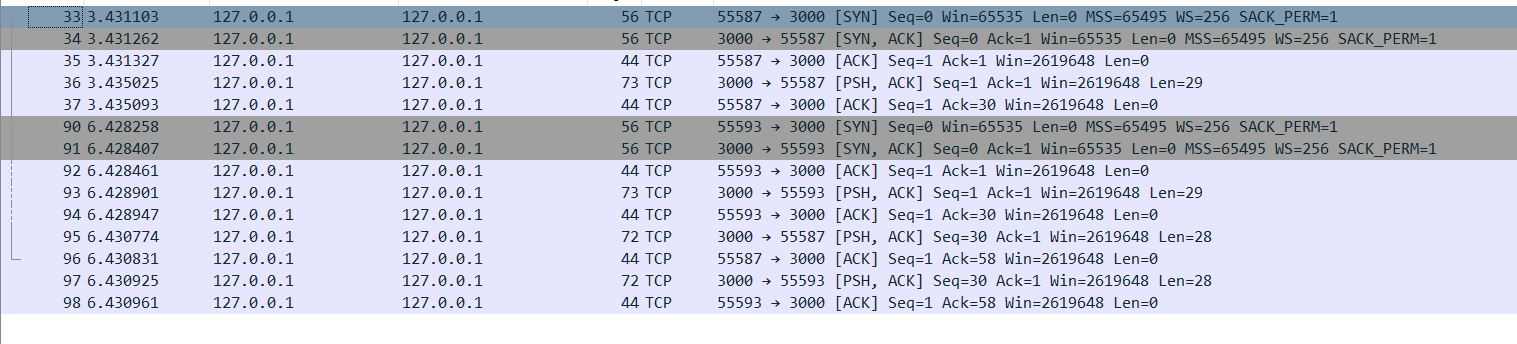 33 3.431103 127.0.0.1 127.0.0.1 56 TCP 55587 → 3000 [SYN] Seq=0 Win=65535 Len=0 MSS=65495 WS=256 SACK_PERM=1
34 3.431262 127.0.0.1 127.0.0.1 56 TCP 3000 → 55587 [SYN, ACK] Seq=0 Ack=1 Win=65535 Len=0 MSS=65495 WS=256 SACK_PERM=1
35 3.431327 127.0.0.1 127.0.0.1 44 TCP 55587 → 3000 [ACK] Seq=1 Ack=1 Win=2619648 Len=0
36 3.435025 127.0.0.1 127.0.0.1 73 TCP 3000 → 55587 [PSH, ACK] Seq=1 Ack=1 Win=2619648 Len=29
37 3.435093 127.0.0.1 127.0.0.1 44 TCP 55587 → 3000 [ACK] Seq=1 Ack=30 Win=2619648 Len=0
90 6.428258 127.0.0.1 127.0.0.1 56 TCP 55593 → 3000 [SYN] Seq=0 Win=65535 Len=0 MSS=65495 WS=256 SACK_PERM=1
91 6.428407 127.0.0.1 127.0.0.1 56 TCP 3000 → 55593 [SYN, ACK] Seq=0 Ack=1 Win=65535 Len=0 MSS=65495 WS=256 SACK_PERM=1
92 6.428461 127.0.0.1 127.0.0.1 44 TCP 55593 → 3000 [ACK] Seq=1 Ack=1 Win=2619648 Len=0
93 6.428901 127.0.0.1 127.0.0.1 73 TCP 3000 → 55593 [PSH, ACK] Seq=1 Ack=1 Win=2619648 Len=29
94 6.428947 127.0.0.1 127.0.0.1 44 TCP 55593 → 3000 [ACK] Seq=1 Ack=30 Win=2619648 Len=0
95 6.430774 127.0.0.1 127.0.0.1 72 TCP 3000 → 55587 [PSH, ACK] Seq=30 Ack=1 Win=2619648 Len=28
96 6.430831 127.0.0.1 127.0.0.1 44 TCP 55587 → 3000 [ACK] Seq=1 Ack=58 Win=2619648 Len=0
97 6.430925 127.0.0.1 127.0.0.1 72 TCP 3000 → 55593 [PSH, ACK] Seq=30 Ack=1 Win=2619648 Len=28
98 6.430961 127.0.0.1 127.0.0.1 44 TCP 55593 → 3000 [ACK] Seq=1 Ack=58 Win=2619648 Len=0